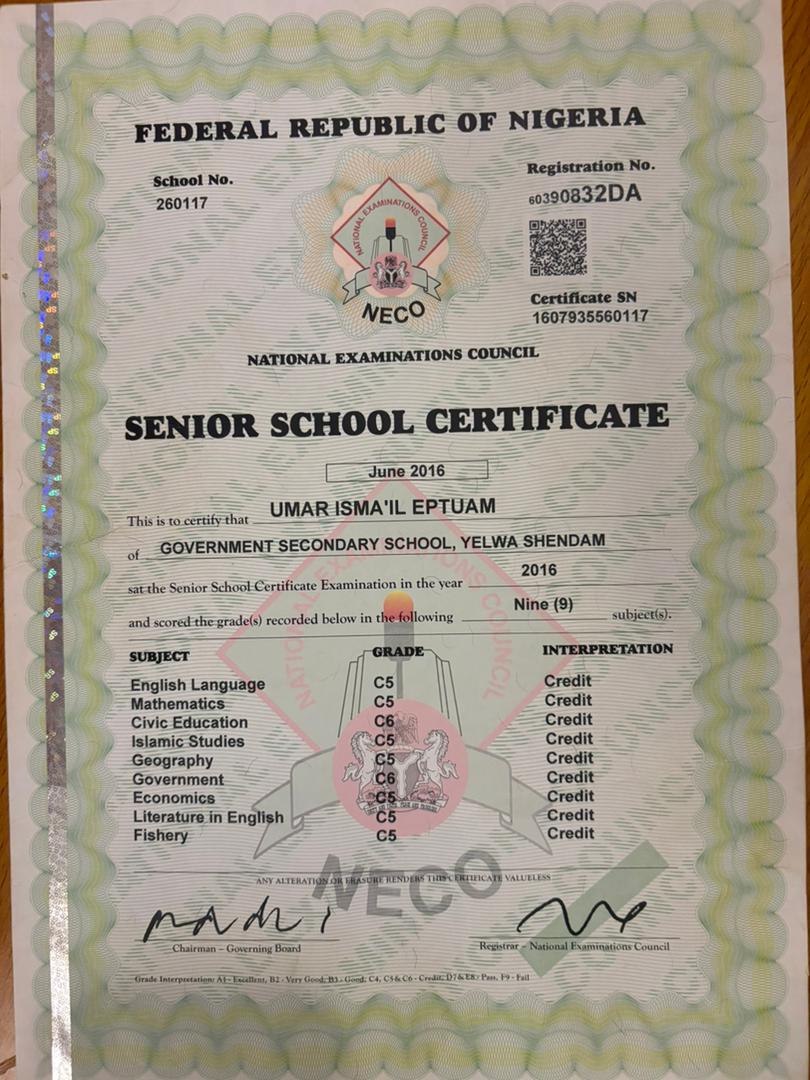 FEDERAL REPUBLIC OF NIGERIA
School No.
260117
Registration No.
60390832DA
NATIONAL EXAMINATIONS COUNCIL
NECO
Certificate SN
1607935560117
NATIONAL EXAMINATIONS COUNCIL
SENIOR SCHOOL CERTIFICATE
June 2016
This is to certify that UMAR ISMA'IL EPTUAM
of GOVERNMENT SECONDARY SCHOOL, YELWA SHENDAM
sat the Senior School Certificate Examination in the year 2016
and scored the grade(s) recorded below in the following Nine (9) subject(s).
SUBJECT GRADE INTERPRETATION
English Language C5 Credit
Mathematics C5 Credit
Civic Education C6 Credit
Islamic Studies C5 Credit
Geography C5 Credit
Government C6 Credit
Economics C5 Credit
Literature in English C5 Credit
Fishery C5 Credit
NATIONAL EXAMINATIONS COUNCIL
NECO
ANY ALTERATION OR ERASURE RENDERS THIS CERTIFICATE VALUELESS
Chairman – Governing Board
Registrar – National Examinations Council
Grade Interpretation: A1 - Excellent, B2 - Very Good, B3 - Good, C4, C5 & C6 - Credit, D7 & E8 - Pass, F9 - Fail